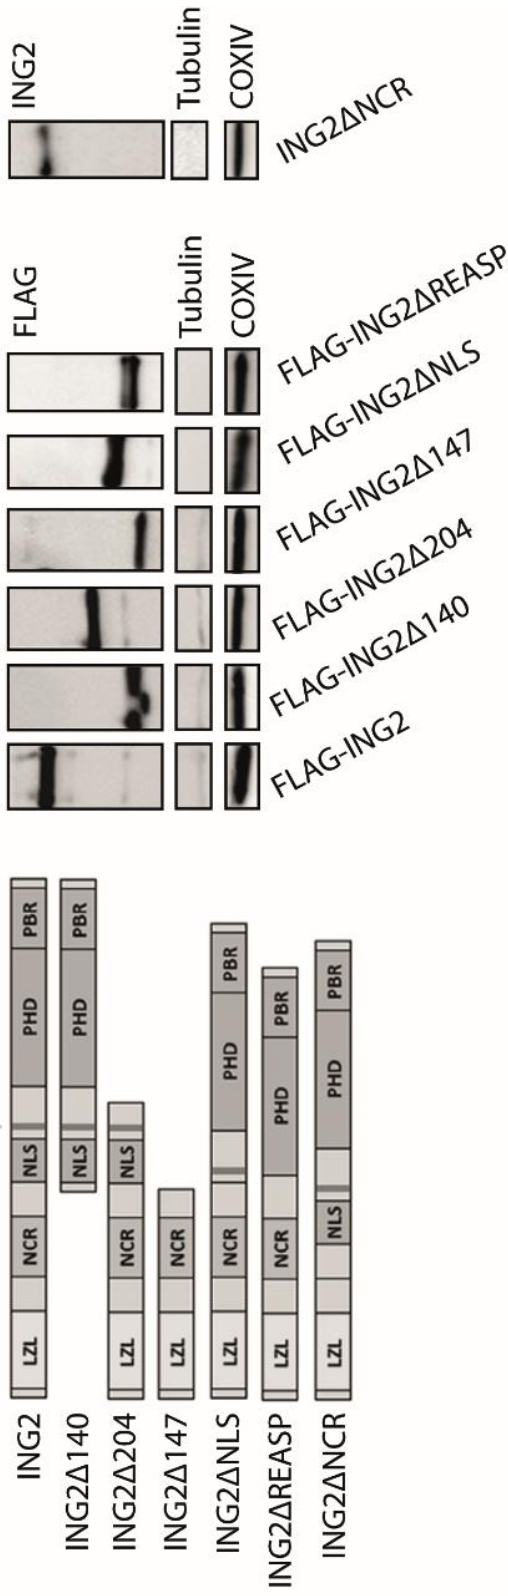 ING2 LZL NCR NLS PHD PBR
ING2Δ140 NLS PHD PBR
ING2Δ204 LZL NCR NLS
ING2Δ147 LZL NCR
ING2ΔNLS LZL NCR PHD PBR
ING2ΔREASP LZL NCR PHD PBR
ING2ΔNCR LZL NLS PHD PBR
FLAG
Tubulin
COXIV
FLAG-ING2
FLAG-ING2Δ140
FLAG-ING2Δ204
FLAG-ING2Δ147
FLAG-ING2ΔNLS
FLAG-ING2ΔREASP
ING2
Tubulin
COXIV
ING2ΔNCR